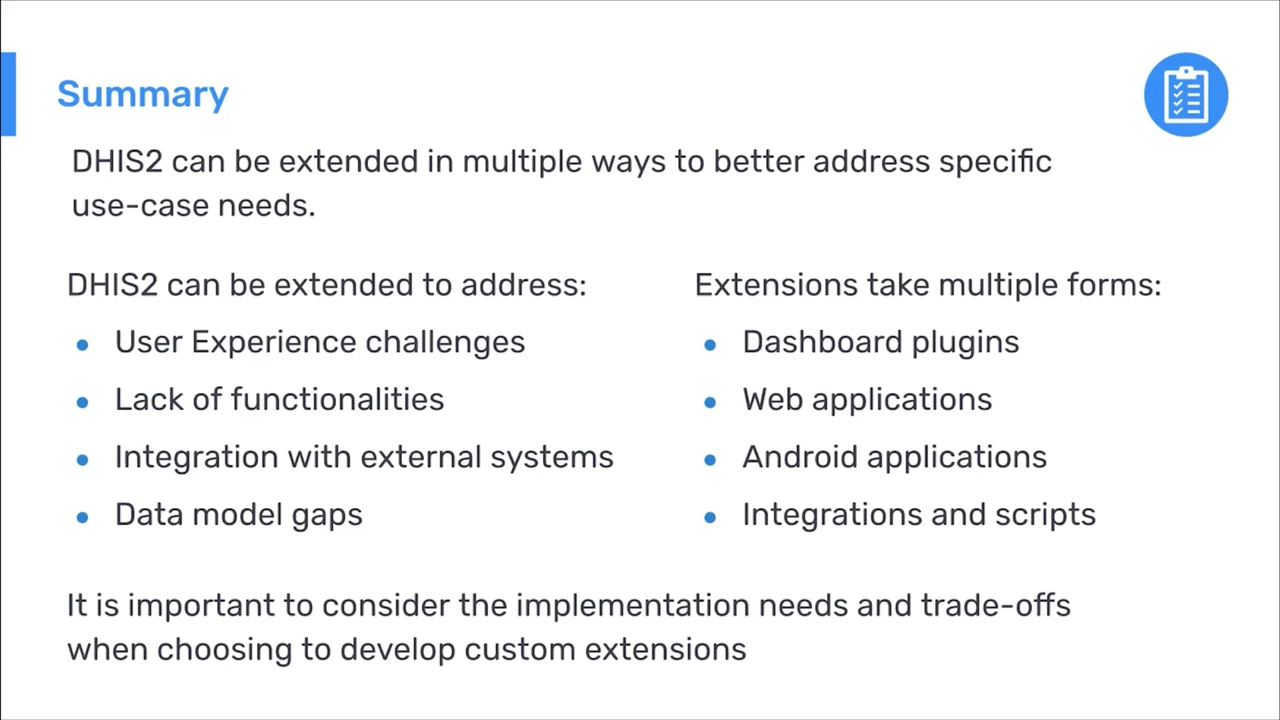 Summary
DHIS2 can be extended in multiple ways to better address specific
use-case needs.
DHIS2 can be extended to address:
• User Experience challenges
• Lack of functionalities
• Integration with external systems
• Data model gaps
Extensions take multiple forms:
• Dashboard plugins
• Web applications
• Android applications
• Integrations and scripts
It is important to consider the implementation needs and trade-offs
when choosing to develop custom extensions